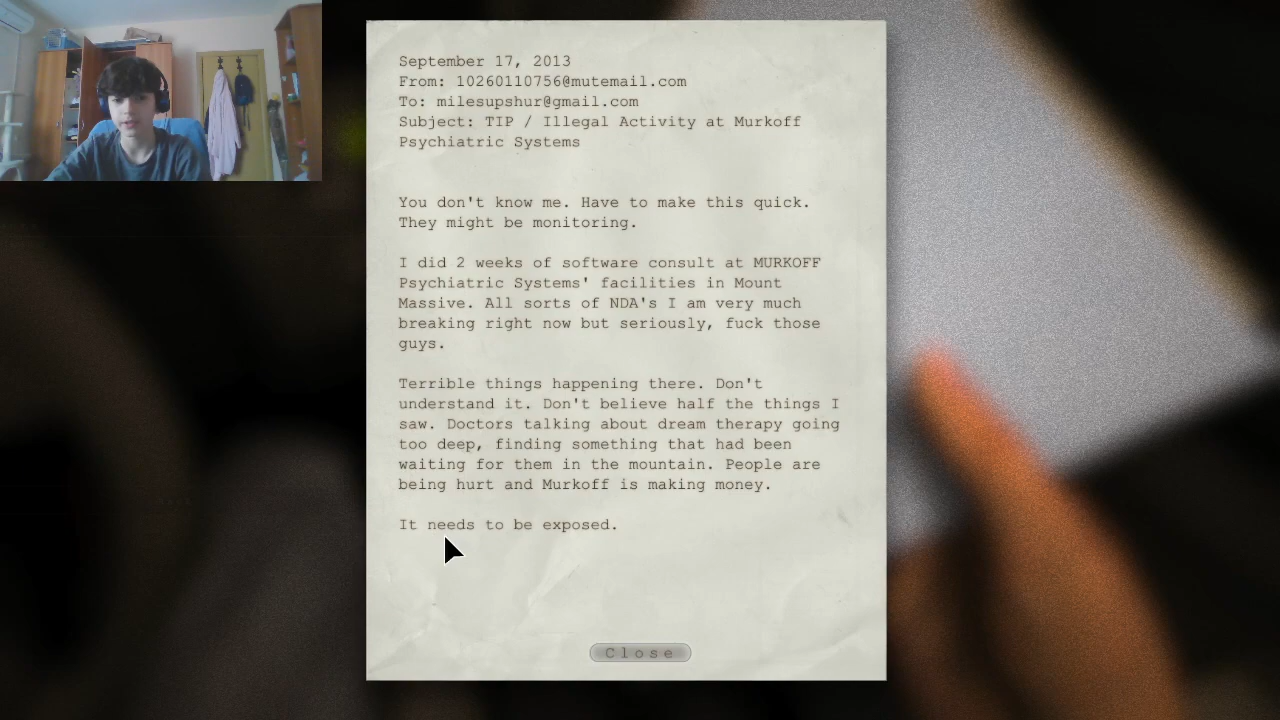 September 17, 2013
From: 10260110756@mutemail.com
To: milesupshur@gmail.com
Subject: TIP / Illegal Activity at Murkoff
Psychiatric Systems
You don't know me. Have to make this quick.
They might be monitoring.
I did 2 weeks of software consult at MURKOFF
Psychiatric Systems' facilities in Mount
Massive. All sorts of NDA's I am very much
breaking right now but seriously, fuck those
guys.
Terrible things happening there. Don't
understand it. Don't believe half the things I
saw. Doctors talking about dream therapy going
too deep, finding something that had been
waiting for them in the mountain. People are
being hurt and Murkoff is making money.
It needs to be exposed.
Close